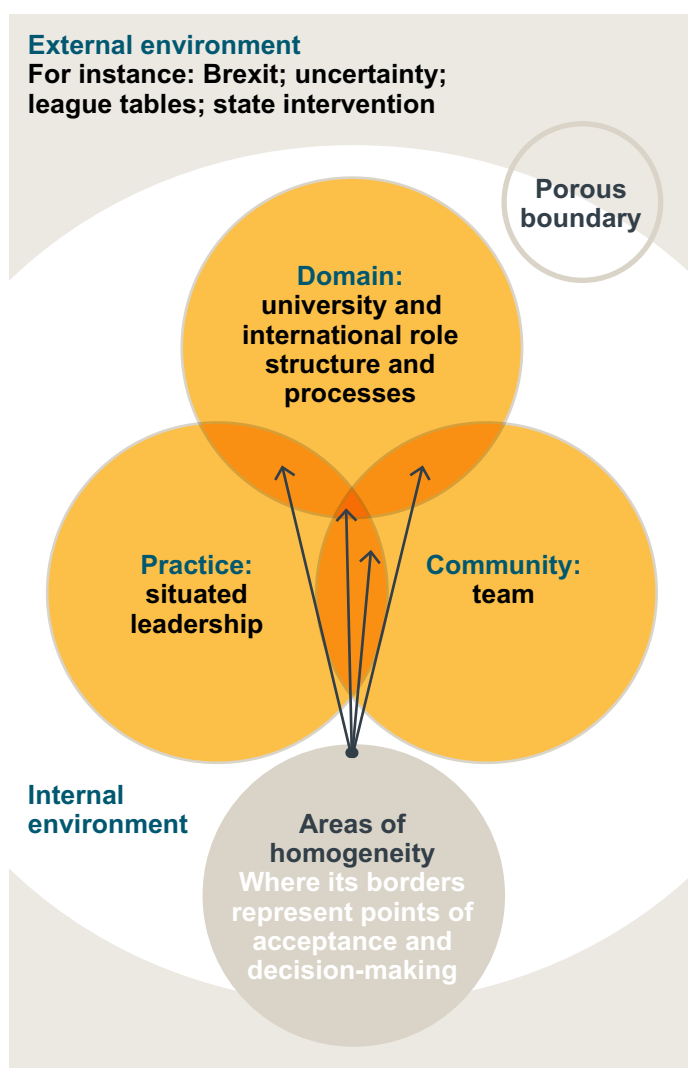 External environment
For instance: Brexit; uncertainty;
league tables; state intervention
Porous
boundary
Domain:
university and
international role
structure and
processes
Practice:
situated
leadership
Community:
team
Internal
environment
Areas of
homogeneity
Where its borders
represent points of
acceptance and
decision-making